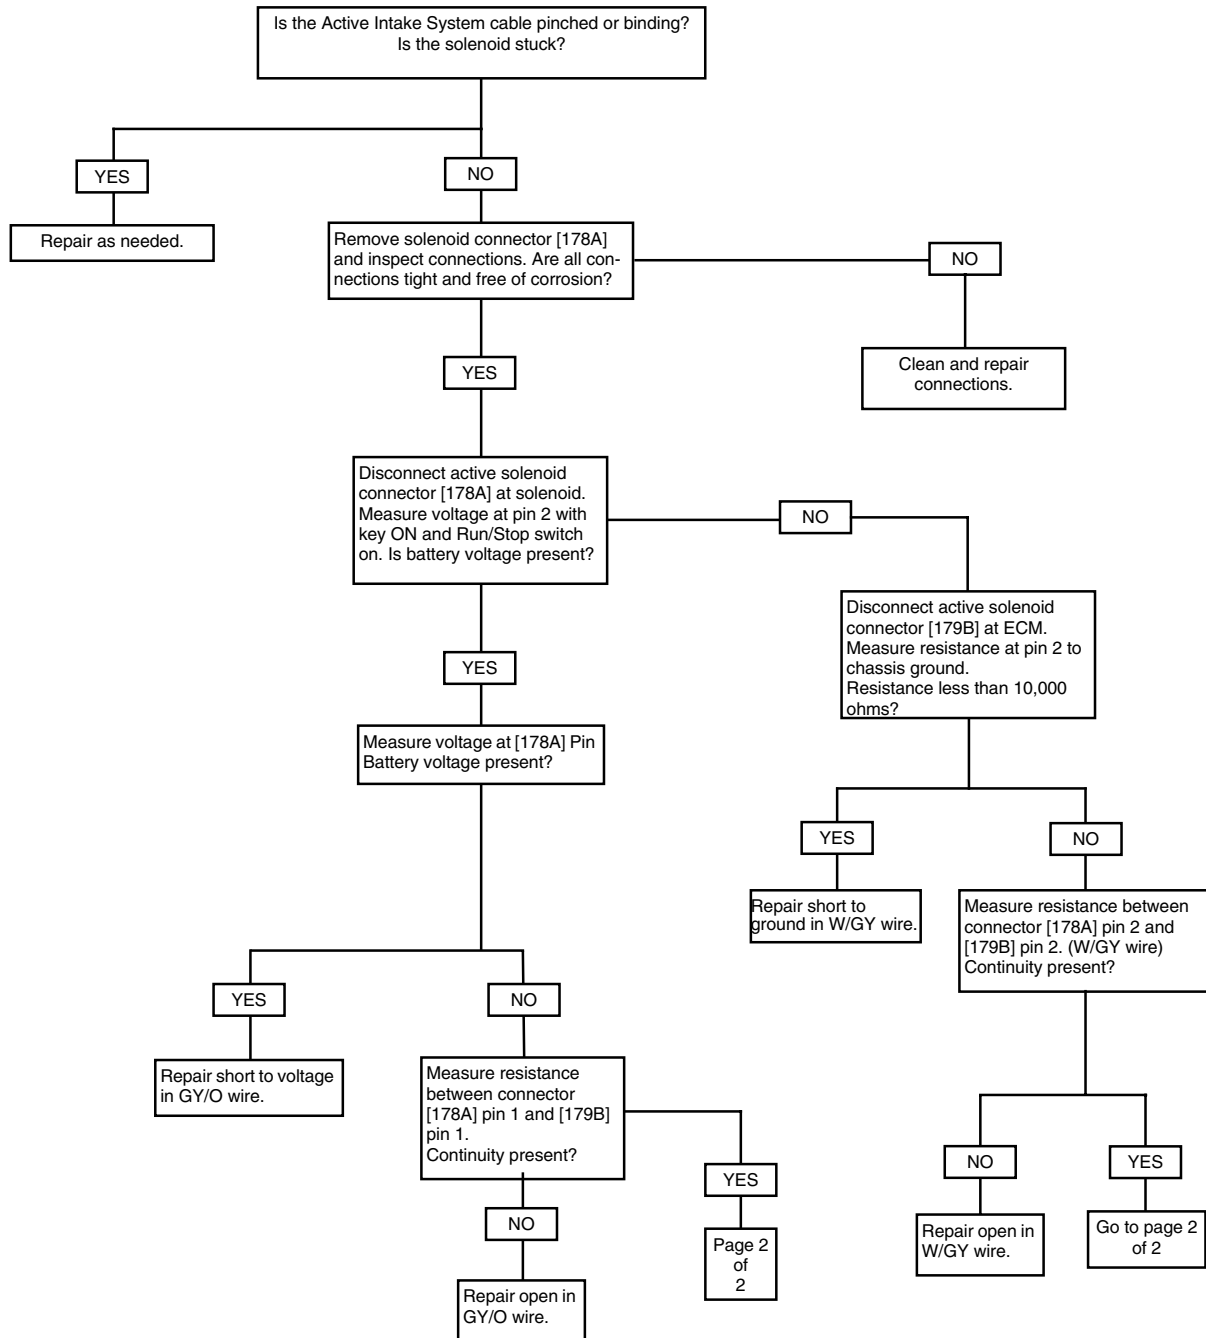 Is the Active Intake System cable pinched or binding?
Is the solenoid stuck?
YES
NO
Repair as needed.
Remove solenoid connector [178A]
and inspect connections. Are all con-
nections tight and free of corrosion?
NO
YES
Clean and repair
connections.
Disconnect active solenoid
connector [178A] at solenoid.
Measure voltage at pin 2 with
key ON and Run/Stop switch
on. Is battery voltage present?
NO
YES
Disconnect active solenoid
connector [179B] at ECM.
Measure resistance at pin 2 to
chassis ground.
Resistance less than 10,000
ohms?
Measure voltage at [178A] Pin
Battery voltage present?
YES
NO
Repair short to
ground in W/GY wire.
Measure resistance between
connector [178A] pin 2 and
[179B] pin 2. (W/GY wire)
Continuity present?
YES
NO
Repair short to voltage
in GY/O wire.
Measure resistance
between connector
[178A] pin 1 and [179B]
pin 1.
Continuity present?
NO
YES
YES
NO
Repair open in
W/GY wire.
Go to page 2
of 2
Page 2
of
2
Repair open in
GY/O wire.